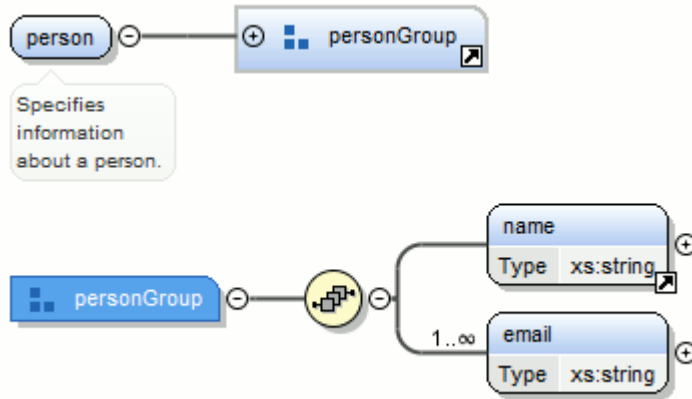 person
personGroup
Specifies
information
about a person.
name
Type xs:string
personGroup
1..∞
email
Type xs:string